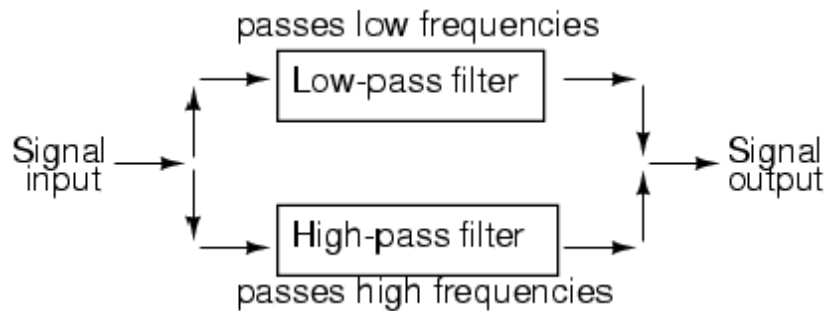 passes low frequencies
Low-pass filter
Signal
input
Signal
output
High-pass filter
passes high frequencies